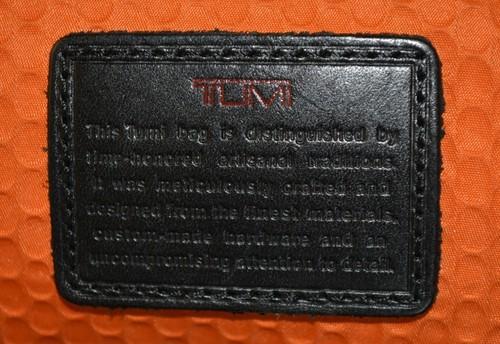 TUMI
This Tumi bag is distinguished by
time-honored artisanal traditions.
It was meticulously crafted and
designed from the finest materials,
custom-made hardware and an
uncompromising attention to detail.